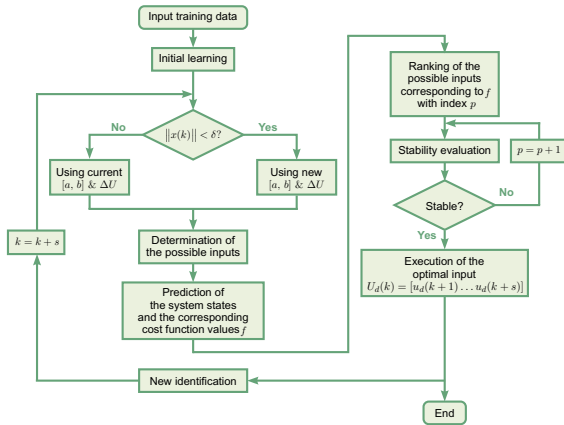 Input training data
Initial learning
||x(k)|| < δ?
No
Yes
Using current
[a, b] & ΔU
Using new
[a, b] & ΔU
Determination of
the possible inputs
Prediction of
the system states
and the corresponding
cost function values f
k = k + s
New identification
Ranking of the
possible inputs
corresponding to f
with index p
Stability evaluation
p = p + 1
Stable?
No
Yes
Execution of the
optimal input
U_d(k) = [u_d(k+1) … u_d(k+s)]
End